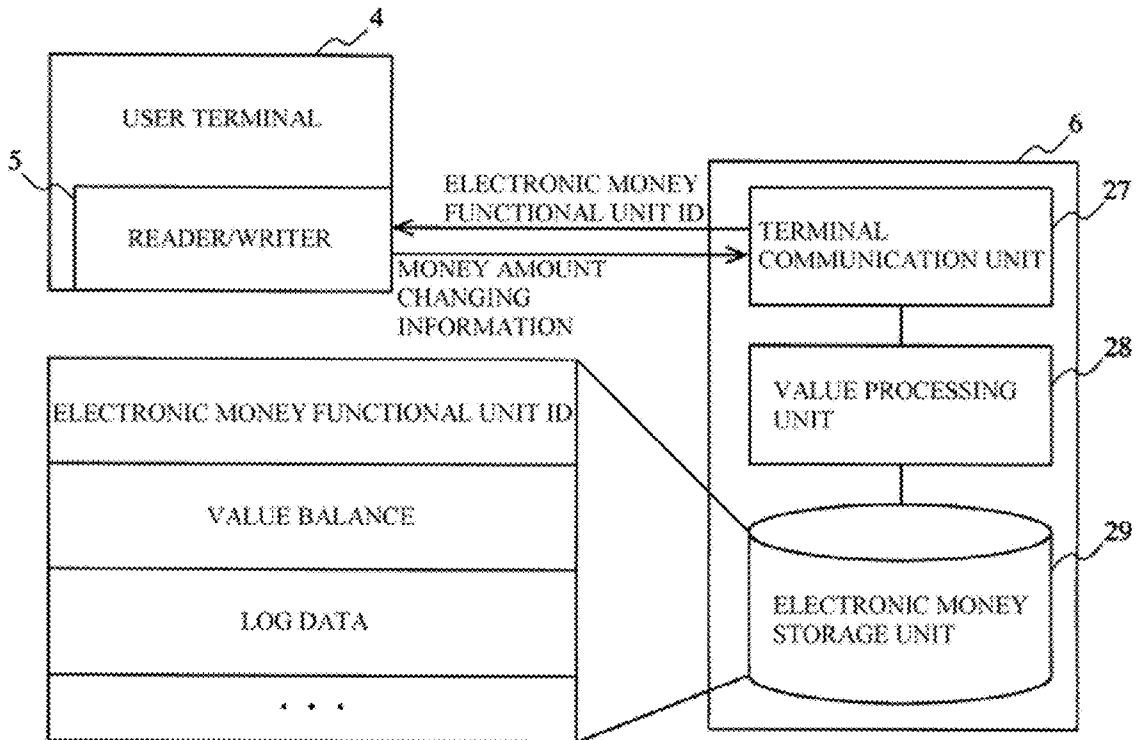 4
USER TERMINAL
5
READER/WRITER
ELECTRONIC MONEY
FUNCTIONAL UNIT ID
MONEY AMOUNT
CHANGING
INFORMATION
6
TERMINAL
COMMUNICATION UNIT
27
VALUE PROCESSING
UNIT
28
ELECTRONIC MONEY
STORAGE UNIT
29
ELECTRONIC MONEY FUNCTIONAL UNIT ID
VALUE BALANCE
LOG DATA
• • •